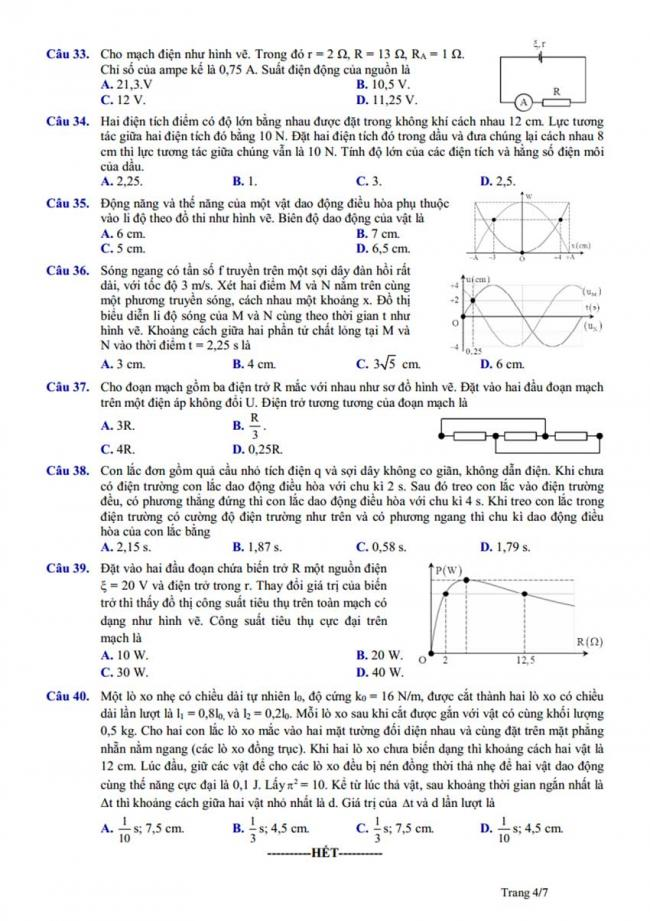 Câu 33. Cho mạch điện như hình vẽ. Trong đó r = 2 Ω, R = 13 Ω, RA = 1 Ω.
Chỉ số của ampe kế là 0,75 A. Suất điện động của nguồn là
A. 21,3.V B. 10,5 V.
C. 12 V. D. 11,25 V.
ξ, r
A R
Câu 34. Hai điện tích điểm có độ lớn bằng nhau được đặt trong không khí cách nhau 12 cm. Lực tương
tác giữa hai điện tích đó bằng 10 N. Đặt hai điện tích đó trong dầu và đưa chúng lại cách nhau 8
cm thì lực tương tác giữa chúng vẫn là 10 N. Tính độ lớn của các điện tích và hằng số điện môi
của dầu.
A. 2,25. B. 1. C. 3. D. 2,5.
Câu 35. Động năng và thế năng của một vật dao động điều hòa phụ thuộc
vào li độ theo đồ thi như hình vẽ. Biên độ dao động của vật là
A. 6 cm. B. 7 cm.
C. 5 cm. D. 6,5 cm.
W
x(cm)
-A -3 O +4 +A
Câu 36. Sóng ngang có tần số f truyền trên một sợi dây đàn hồi rất
dài, với tốc độ 3 m/s. Xét hai điểm M và N nằm trên cùng
một phương truyền sóng, cách nhau một khoảng x. Đồ thị
biểu diễn li độ sóng của M và N cùng theo thời gian t như
hình vẽ. Khoảng cách giữa hai phần tử chất lỏng tại M và
N vào thời điểm t = 2,25 s là
A. 3 cm. B. 4 cm. C. 3√5 cm. D. 6 cm.
u(cm)
+4
(uM)
+2
t(s)
O
(uN)
-4
0,25
Câu 37. Cho đoạn mạch gồm ba điện trở R mắc với nhau như sơ đồ hình vẽ. Đặt vào hai đầu đoạn mạch
trên một điện áp không đổi U. Điện trở tương tương của đoạn mạch là
A. 3R. B. R/3.
C. 4R. D. 0,25R.
Câu 38. Con lắc đơn gồm quả cầu nhỏ tích điện q và sợi dây không co giãn, không dẫn điện. Khi chưa
có điện trường con lắc dao động điều hòa với chu kì 2 s. Sau đó treo con lắc vào điện trường
đều, có phương thẳng đứng thì con lắc dao động điều hòa với chu kì 4 s. Khi treo con lắc trong
điện trường có cường độ điện trường như trên và có phương ngang thì chu kì dao động điều
hòa của con lắc bằng
A. 2,15 s. B. 1,87 s. C. 0,58 s. D. 1,79 s.
Câu 39. Đặt vào hai đầu đoạn chứa biến trở R một nguồn điện
ξ = 20 V và điện trở trong r. Thay đổi giá trị của biến
trở thì thấy đồ thị công suất tiêu thụ trên toàn mạch có
dạng như hình vẽ. Công suất tiêu thụ cực đại trên
mạch là
A. 10 W. B. 20 W.
C. 30 W. D. 40 W.
P(W)
R(Ω)
O 2 12,5
Câu 40. Một lò xo nhẹ có chiều dài tự nhiên l0, độ cứng k0 = 16 N/m, được cắt thành hai lò xo có chiều
dài lần lượt là l1 = 0,8l0, và l2 = 0,2l0. Mỗi lò xo sau khi cắt được gắn với vật có cùng khối lượng
0,5 kg. Cho hai con lắc lò xo mắc vào hai mặt tường đối diện nhau và cùng đặt trên mặt phẳng
nhẵn nằm ngang (các lò xo đồng trục). Khi hai lò xo chưa biến dạng thì khoảng cách hai vật là
12 cm. Lúc đầu, giữ các vật để cho các lò xo đều bị nén đồng thời thả nhẹ để hai vật dao động
cùng thế năng cực đại là 0,1 J. Lấy π² = 10. Kể từ lúc thả vật, sau khoảng thời gian ngắn nhất là
Δt thì khoảng cách giữa hai vật nhỏ nhất là d. Giá trị của Δt và d lần lượt là
A. 1/10 s; 7,5 cm. B. 1/3 s; 4,5 cm. C. 1/3 s; 7,5 cm. D. 1/10 s; 4,5 cm.
----------HẾT----------
Trang 4/7